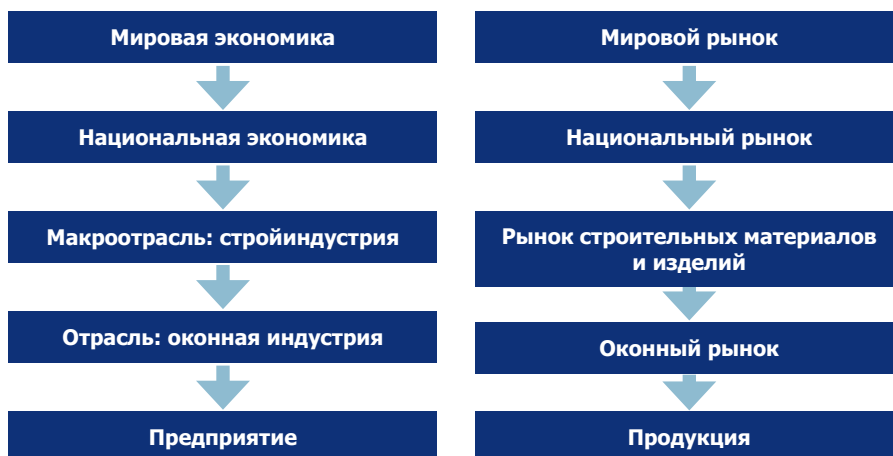 Мировая экономика
Национальная экономика
Макроотрасль: стройиндустрия
Отрасль: оконная индустрия
Предприятие
Мировой рынок
Национальный рынок
Рынок строительных материалов
и изделий
Оконный рынок
Продукция